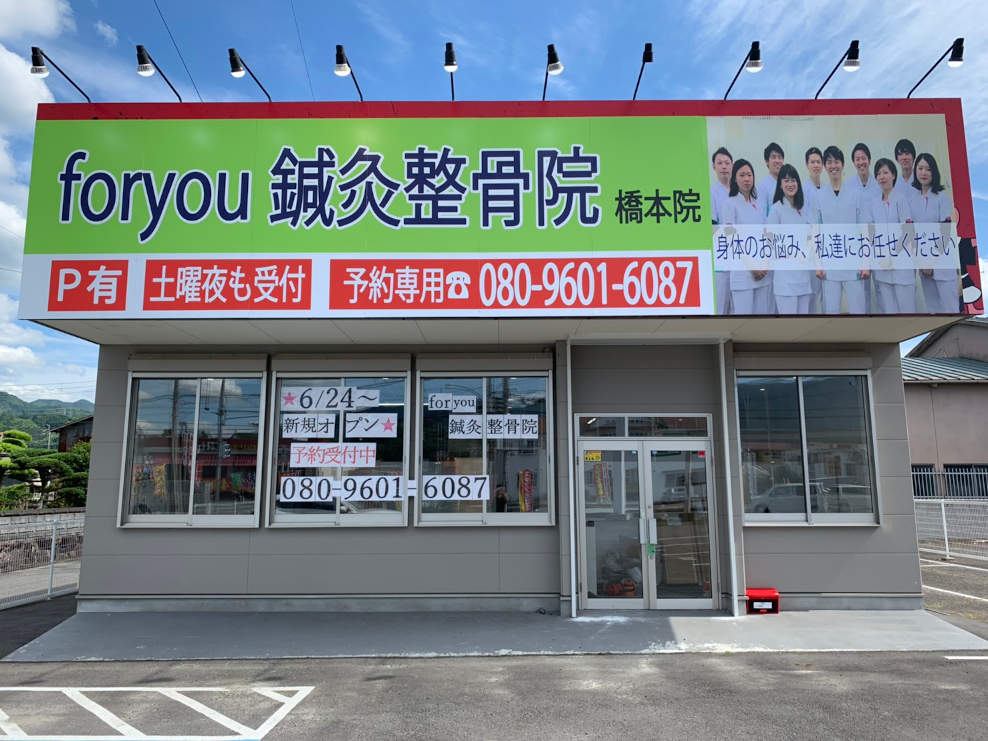 foryou 鍼灸整骨院 橋本院
身体のお悩み、私達にお任せください
P有 土曜夜も受付 予約専用☎080-9601-6087
★6/24～
新規オープン★
予約受付中
080-9601-6087
for you
鍼灸整骨院